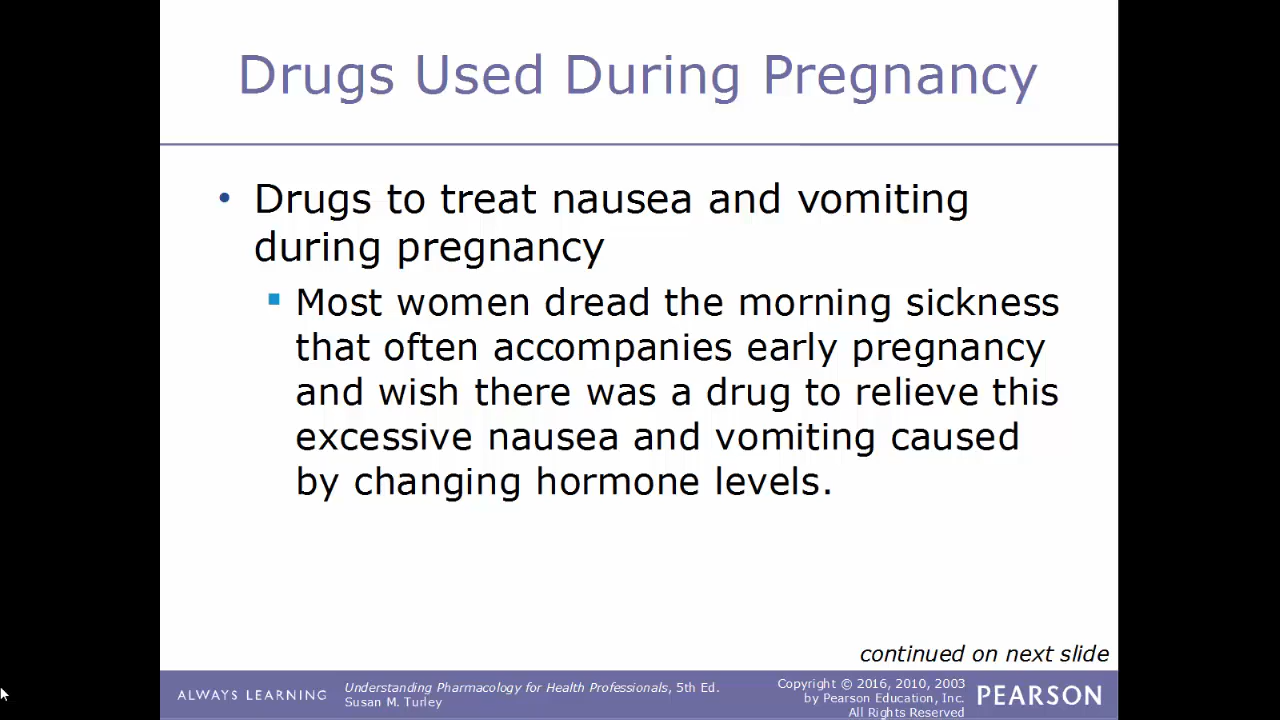 Drugs Used During Pregnancy
• Drugs to treat nausea and vomiting
during pregnancy
▪ Most women dread the morning sickness
that often accompanies early pregnancy
and wish there was a drug to relieve this
excessive nausea and vomiting caused
by changing hormone levels.
continued on next slide
ALWAYS LEARNING
Understanding Pharmacology for Health Professionals, 5th Ed.
Susan M. Turley
Copyright © 2016, 2010, 2003
by Pearson Education, Inc.
All Rights Reserved
PEARSON